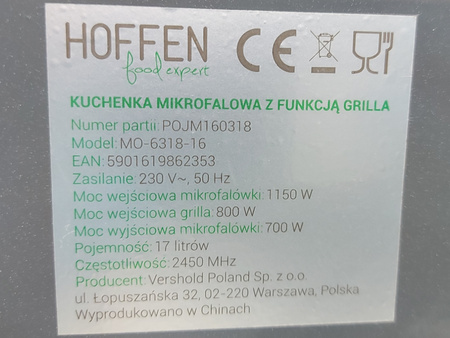 HOFFEN
food expert
KUCHENKA MIKROFALOWA Z FUNKCJĄ GRILLA
Numer partii: POJM160318
Model: MO-6318-16
EAN: 5901619862353
Zasilanie: 230 V~, 50 Hz
Moc wejściowa mikrofalówki: 1150 W
Moc wejściowa grilla: 800 W
Moc wyjściowa mikrofalówki: 700 W
Pojemność: 17 litrów
Częstotliwość: 2450 MHz
Producent: Vershold Poland Sp. z o.o.
ul. Łopuszańska 32, 02-220 Warszawa, Polska
Wyprodukowano w Chinach